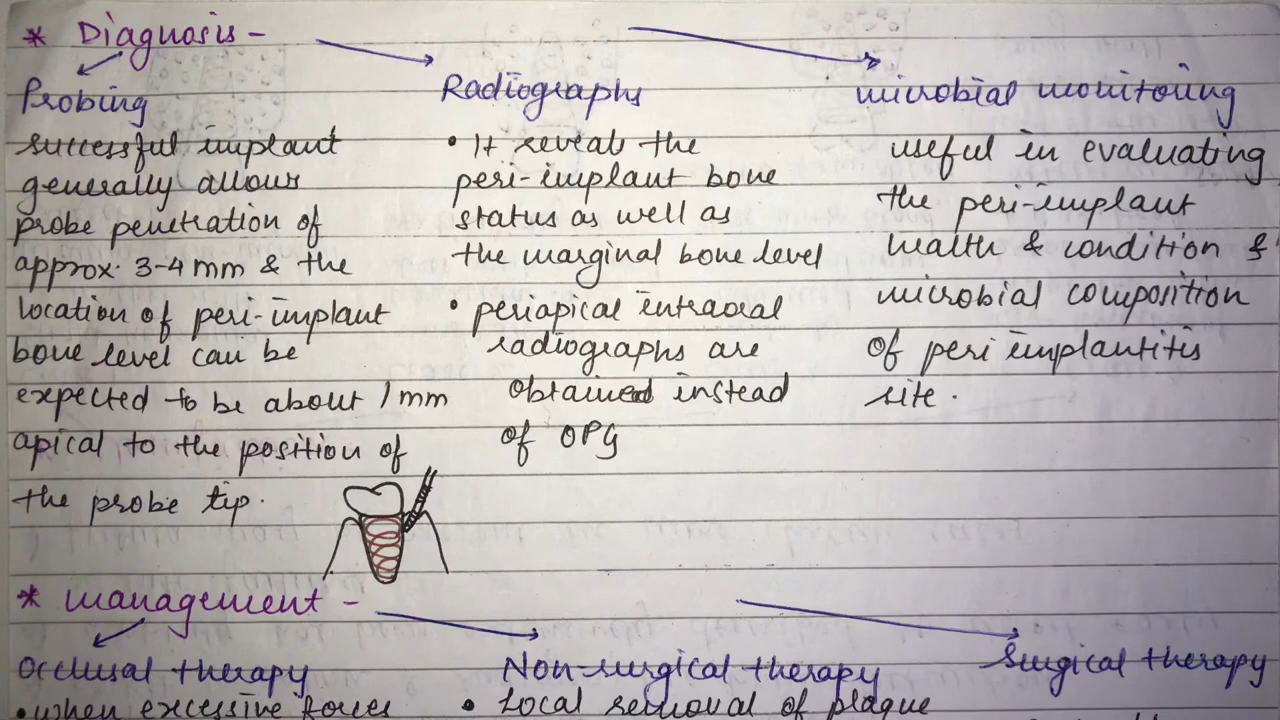 * Diagnosis -
Probing
successful implant
generally allows
probe penetration of
approx. 3-4 mm & the
location of peri-implant
bone level can be
expected to be about 1 mm
apical to the position of
the probe tip.
Radiographs
• It reveals the
peri-implant bone
status as well as
the marginal bone level
• periapical intraoral
radiographs are
obtained instead
of OPG
microbial monitoring
useful in evaluating
the peri-implant
health & condition &
microbial composition
of peri implantitis
site.
* management -
Occlusal therapy
• when excessive forces
Non-surgical therapy
• Local removal of plaque
Surgical therapy